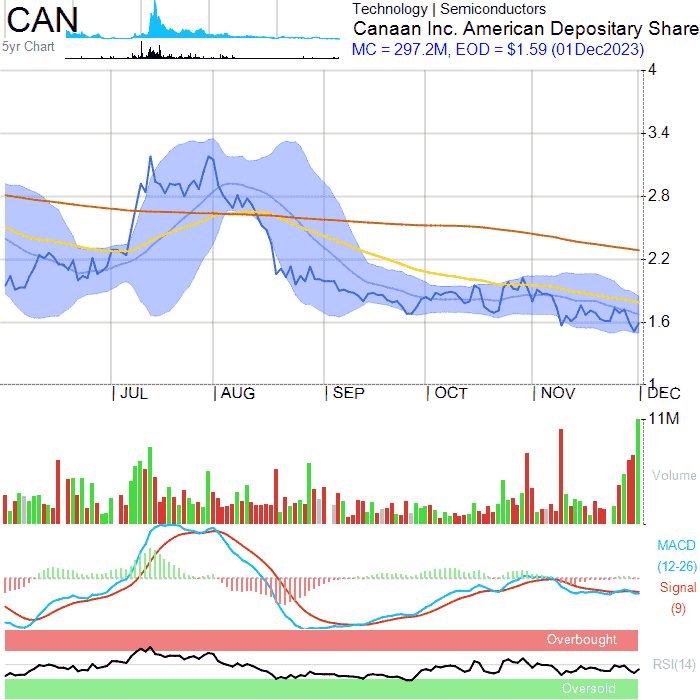 CAN
5yr Chart
Technology | Semiconductors
Canaan Inc. American Depositary Share
MC = 297.2M, EOD = $1.59 (01Dec2023)
4
3.4
2.8
2.2
1.6
1
JUL
AUG
SEP
OCT
NOV
DEC
11M
Volume
MACD
(12-26)
Signal
(9)
Overbought
RSI(14)
Oversold